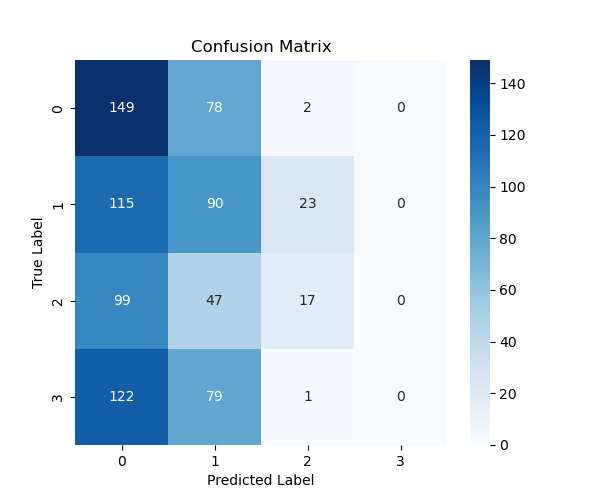 Confusion Matrix
0 149 78 2 0
1 115 90 23 0
2 99 47 17 0
3 122 79 1 0
0 1 2 3
Predicted Label
True Label
140
120
100
80
60
40
20
0